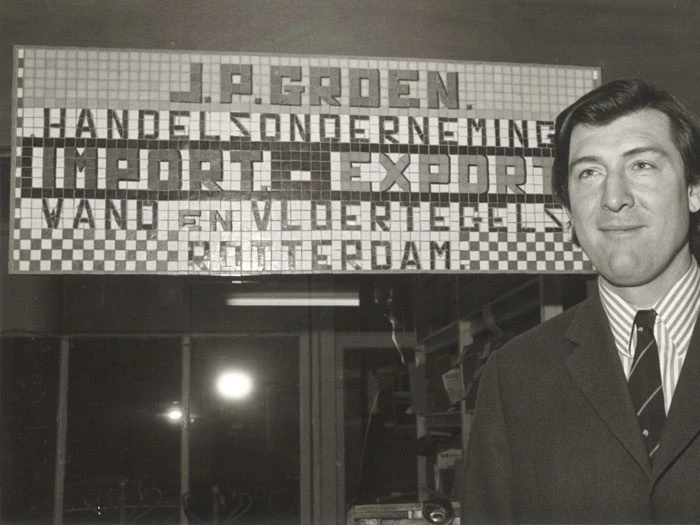 J.P. GROEN.
HANDELSONDERNEMING
IMPORT. - EXPORT
WAND EN VLOERTEGELS
ROTTERDAM.